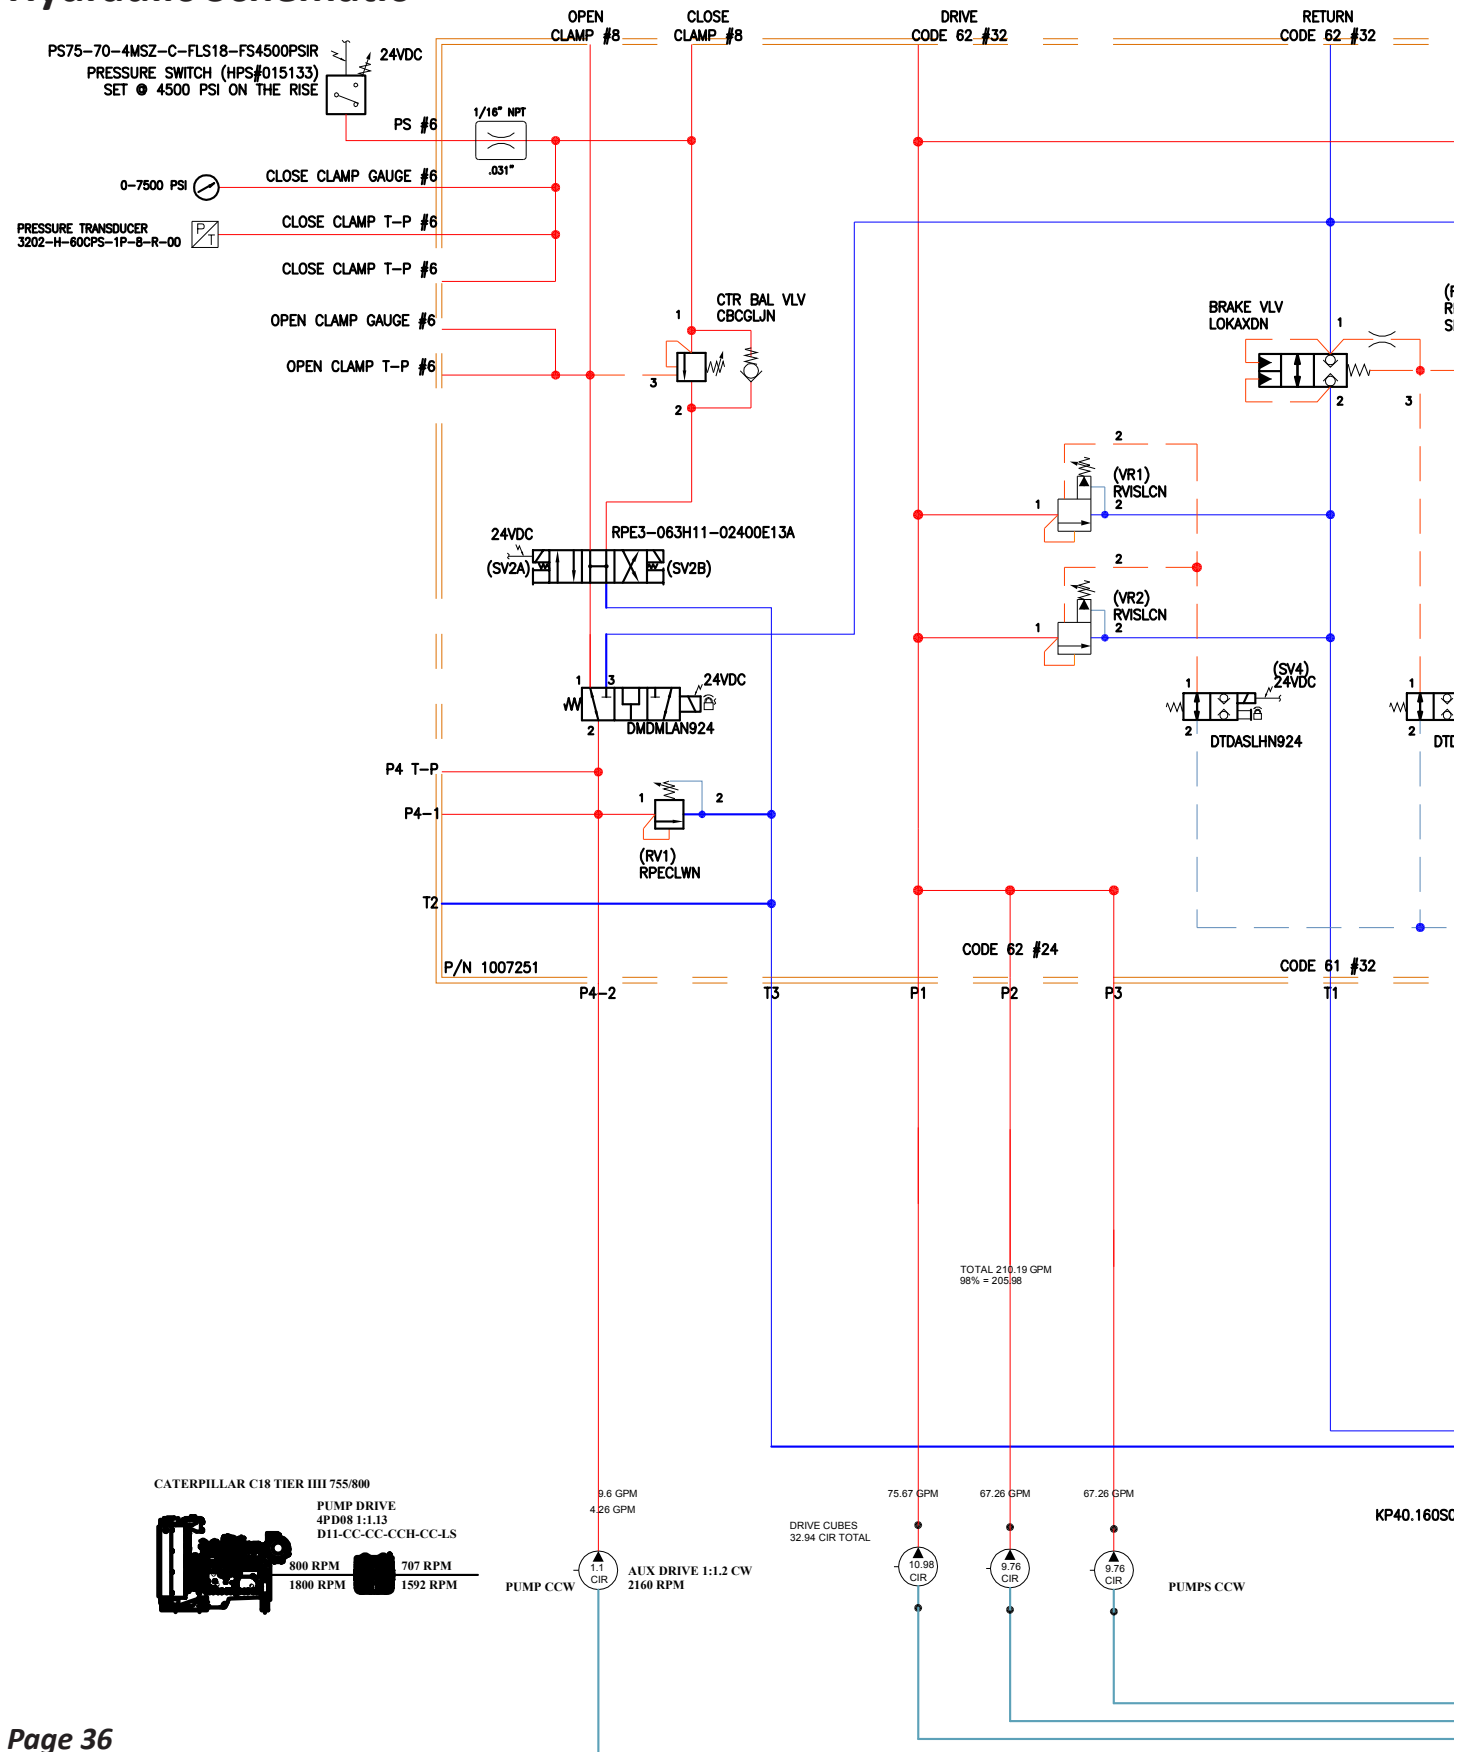 OPEN
CLAMP #8
CLOSE
CLAMP #8
DRIVE
CODE 62 #32
RETURN
CODE 62 #32
PS75-70-4MSZ-C-FLS18-FS4500PSIR
24VDC
PRESSURE SWITCH (HPS#015133)
SET @ 4500 PSI ON THE RISE
PS #6
1/16" NPT
.031"
0-7500 PSI
CLOSE CLAMP GAUGE #6
PRESSURE TRANSDUCER
3202-H-60CPS-1P-8-R-00
P
T
CLOSE CLAMP T-P #6
CLOSE CLAMP T-P #6
OPEN CLAMP GAUGE #6
OPEN CLAMP T-P #6
CTR BAL VLV
CBCGLJN
1
3
2
BRAKE VLV
LOKAXDN
1
2
3
2
(VR1)
RVISLCN
1
2
24VDC
RPE3-063H11-02400E13A
(SV2A)
(SV2B)
2
(VR2)
RVISLCN
1
2
1
3
24VDC
2
DMDMLAN924
(SV4)
24VDC
1
2
DTDASLHN924
1
2
P4 T-P
P4-1
1
2
(RV1)
RPECLWN
T2
CODE 62 #24
P/N 1007251
CODE 61 #32
P4-2
T3
P1
P2
P3
T1
TOTAL 210.19 GPM
98% = 205.98
CATERPILLAR C18 TIER IIII 755/800
PUMP DRIVE
4PD08 1:1.13
D11-CC-CC-CCH-CC-LS
800 RPM
707 RPM
1800 RPM
1592 RPM
9.6 GPM
4.26 GPM
75.67 GPM
67.26 GPM
67.26 GPM
DRIVE CUBES
32.94 CIR TOTAL
PUMP CCW
1.1
CIR
AUX DRIVE 1:1.2 CW
2160 RPM
10.98
CIR
9.76
CIR
9.76
CIR
PUMPS CCW
Page 36